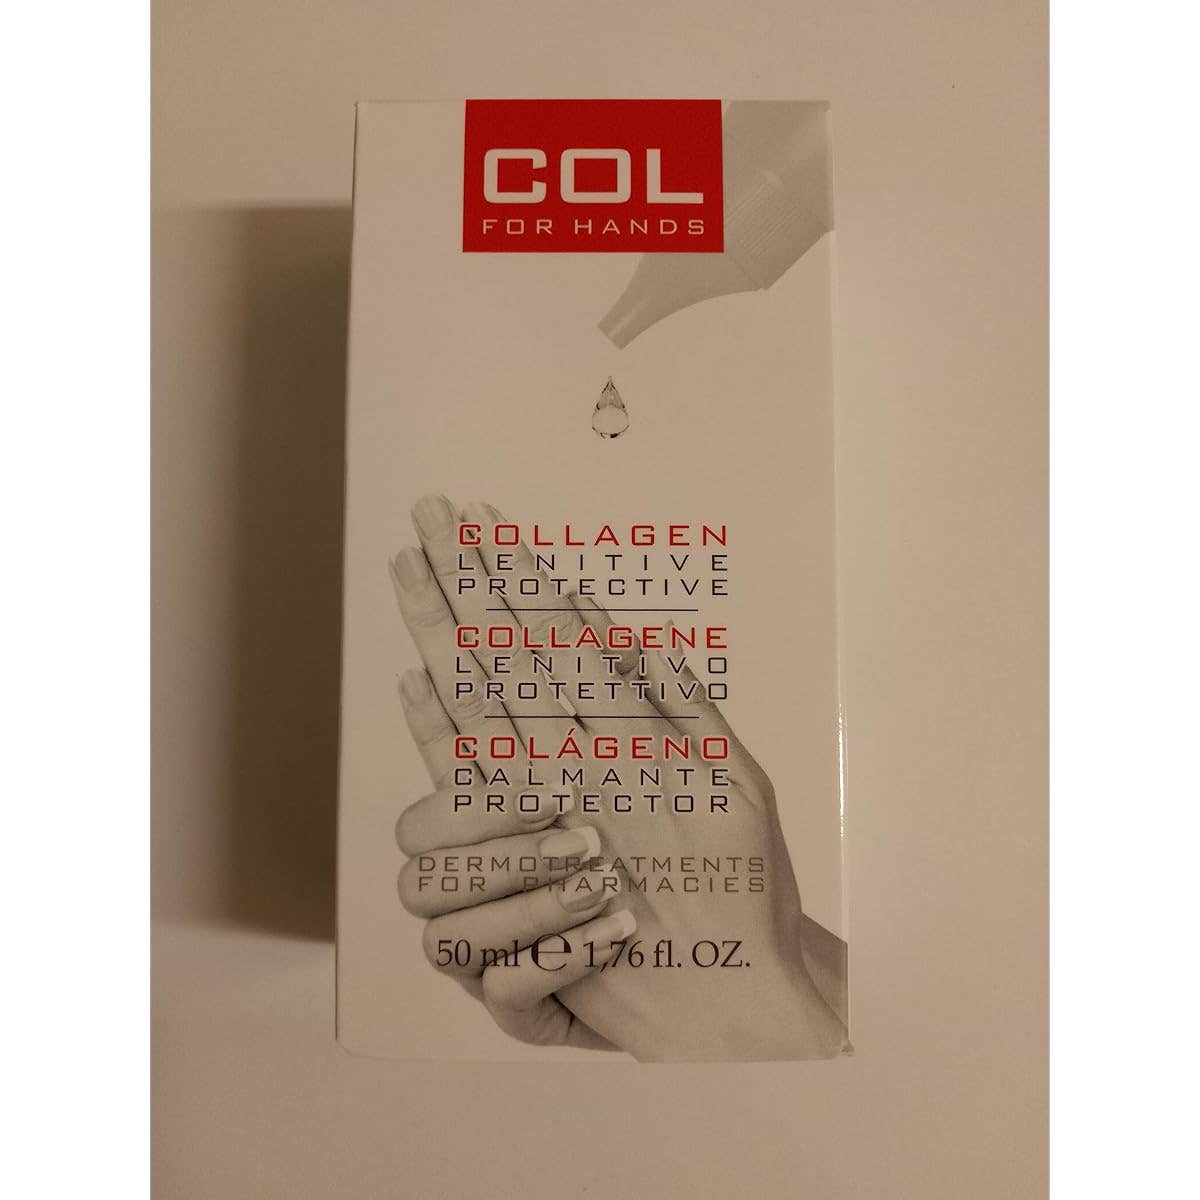 COL
FOR HANDS
COLLAGEN
LENITIVE
PROTECTIVE
COLLAGENE
LENITIVO
PROTETTIVO
COLÁGENO
CALMANTE
PROTECTOR
DERMOTREATMENTS
FOR PHARMACIES
50 ml ℮ 1,76 fl. OZ.